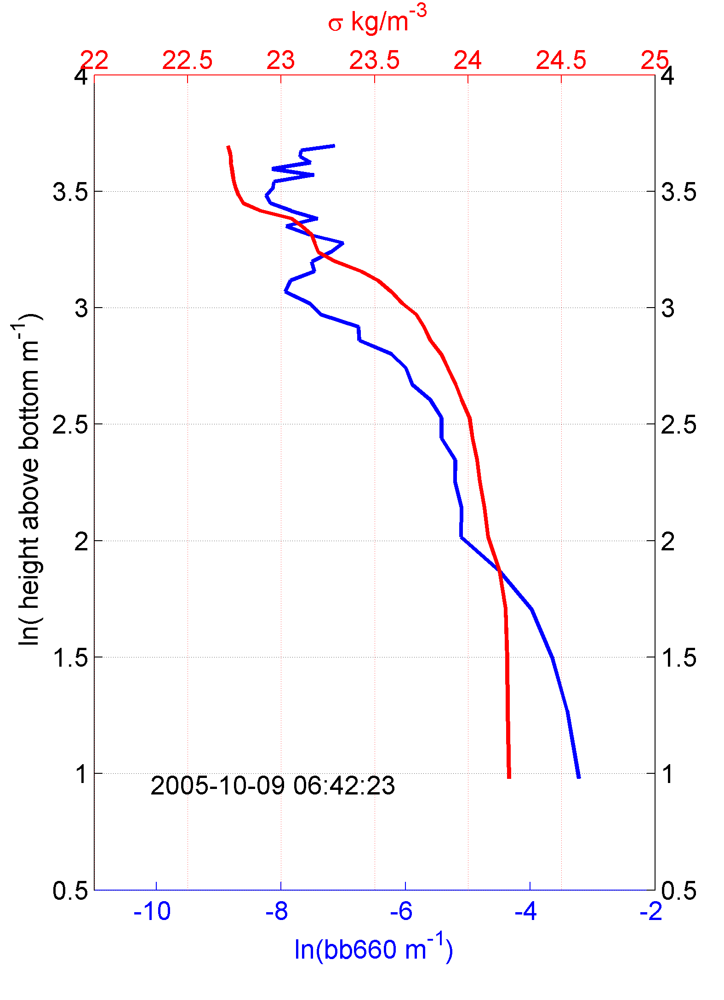 σ kg/m⁻³
22 22.5 23 23.5 24 24.5 25
4 4
3.5 3.5
3 3
2.5 2.5
2 2
1.5 1.5
1 1
0.5 0.5
ln( height above bottom m⁻¹)
2005-10-09 06:42:23
-10 -8 -6 -4 -2
ln(bb660 m⁻¹)